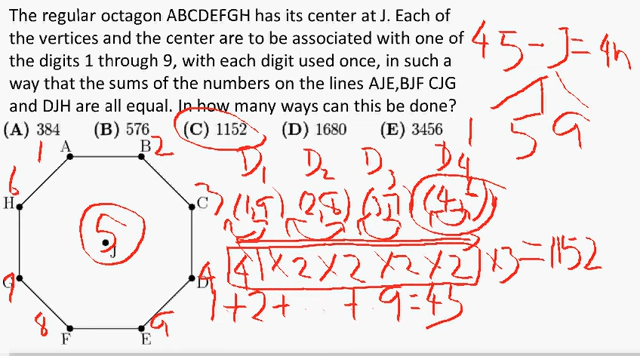 The regular octagon ABCDEFGH has its center at J. Each of
the vertices and the center are to be associated with one of
the digits 1 through 9, with each digit used once, in such a
way that the sums of the numbers on the lines AJE,BJF CJG
and DJH are all equal. In how many ways can this be done?
45-J=4n
1 5 9
(A) 384 (B) 576 (C) 1152 (D) 1680 (E) 3456
1 A B 2
D1 D2 D3 D4
6 H
C 3
(1,9) (2,8) (3,7)
5
J
4!×2×2×2×2 ×3=1152
G D 4
1+2+ . . + 9=45
8 F E 9